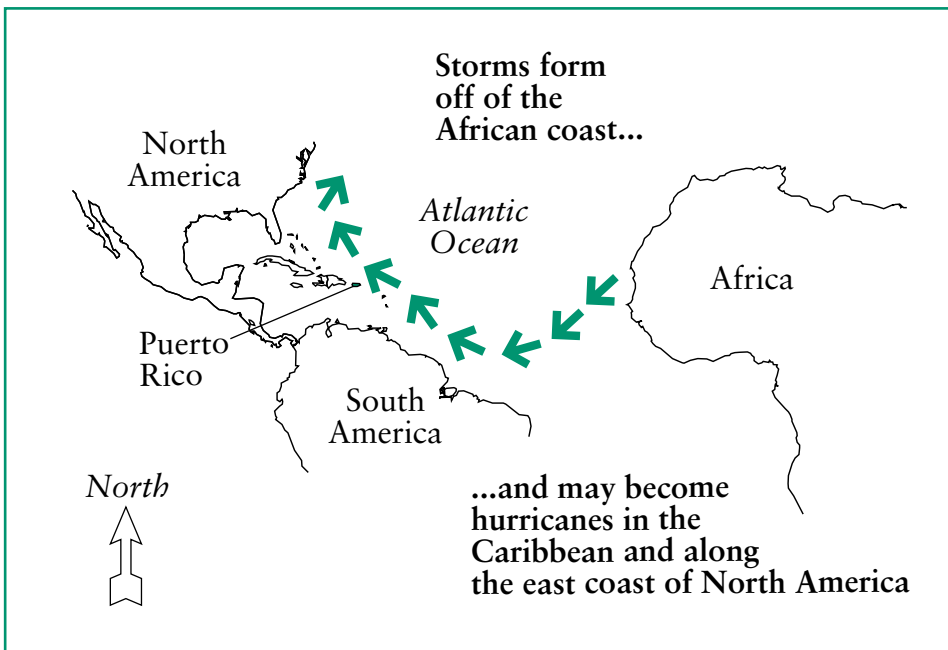 Storms form
off of the
African coast...
North
America
Atlantic
Ocean
Africa
Puerto
Rico
South
America
North
...and may become
hurricanes in the
Caribbean and along
the east coast of North America